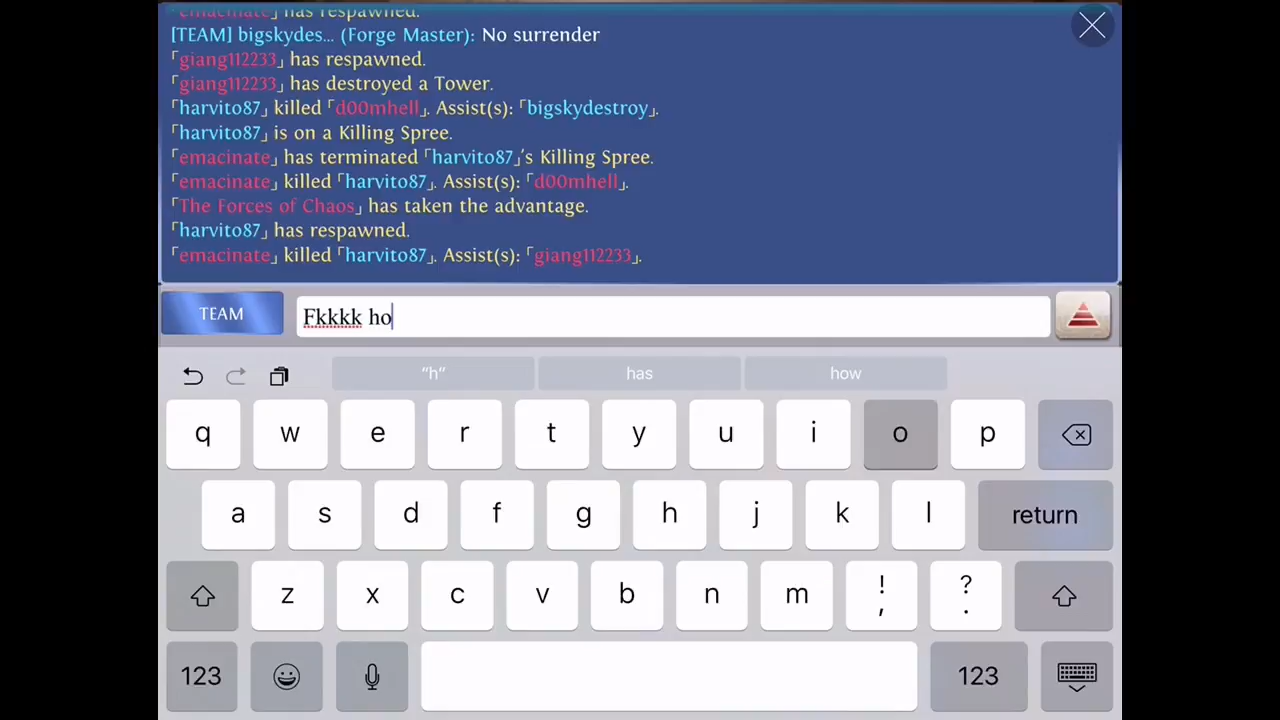 「emacinate」 has respawned.
[TEAM] bigskydes... (Forge Master): No surrender
「giang112233」 has respawned.
「giang112233」 has destroyed a Tower.
「harvito87」 killed 「d00mhell」. Assist(s): 「bigskydestroy」.
「harvito87」 is on a Killing Spree.
「emacinate」 has terminated 「harvito87」's Killing Spree.
「emacinate」 killed 「harvito87」. Assist(s): 「d00mhell」.
「The Forces of Chaos」 has taken the advantage.
「harvito87」 has respawned.
「emacinate」 killed 「harvito87」. Assist(s): 「giang112233」.
TEAM Fkkkk ho
“h” has how
q w e r t y u i o p
a s d f g h j k l return
z x c v b n m ! , ? .
123 123